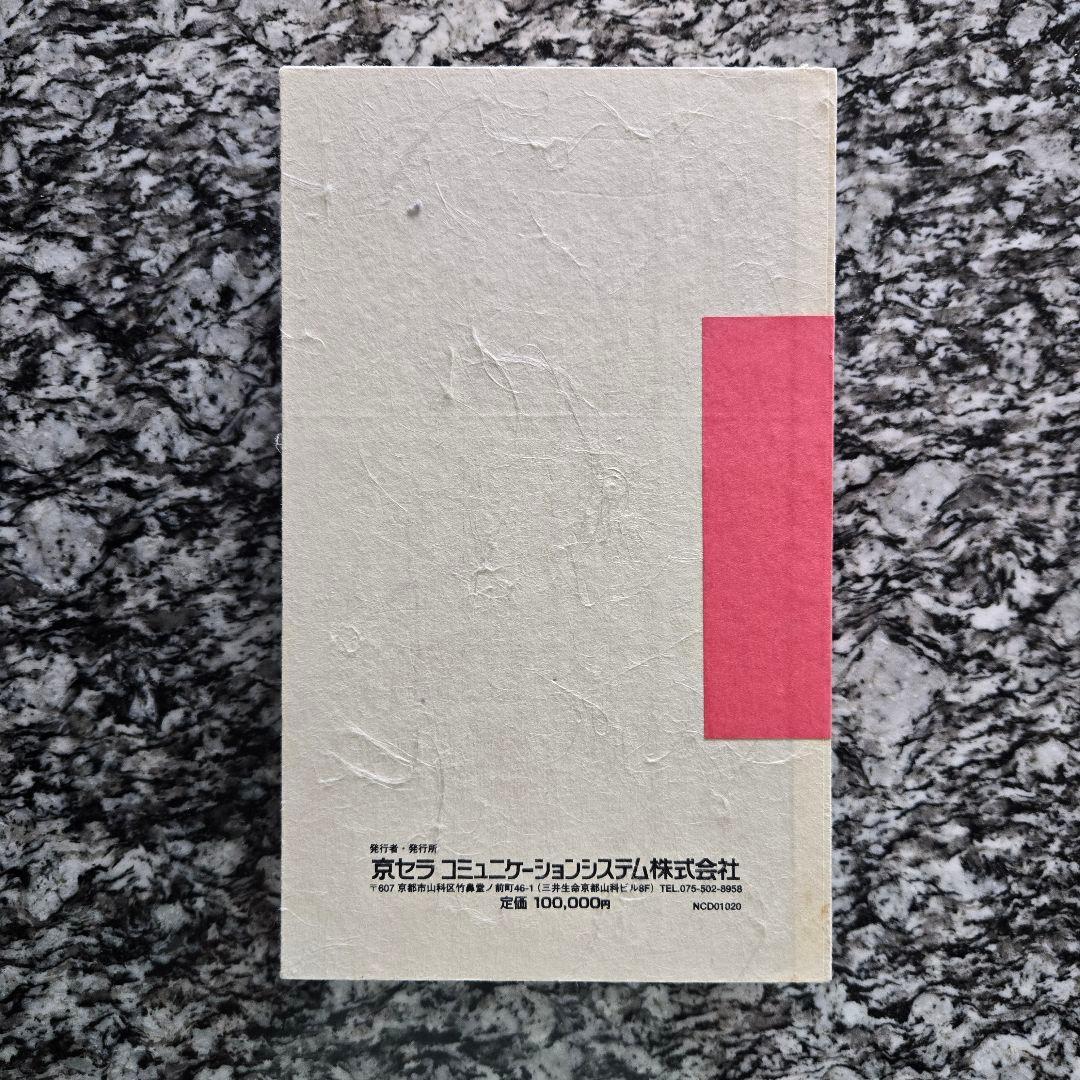 発行者・発行所
京セラ コミュニケーションシステム株式会社
〒607 京都市山科区竹鼻堂ノ前町46-1(三井生命京都山科ビル8F) TEL.075-502-8958
定価 100,000円 NCD01020